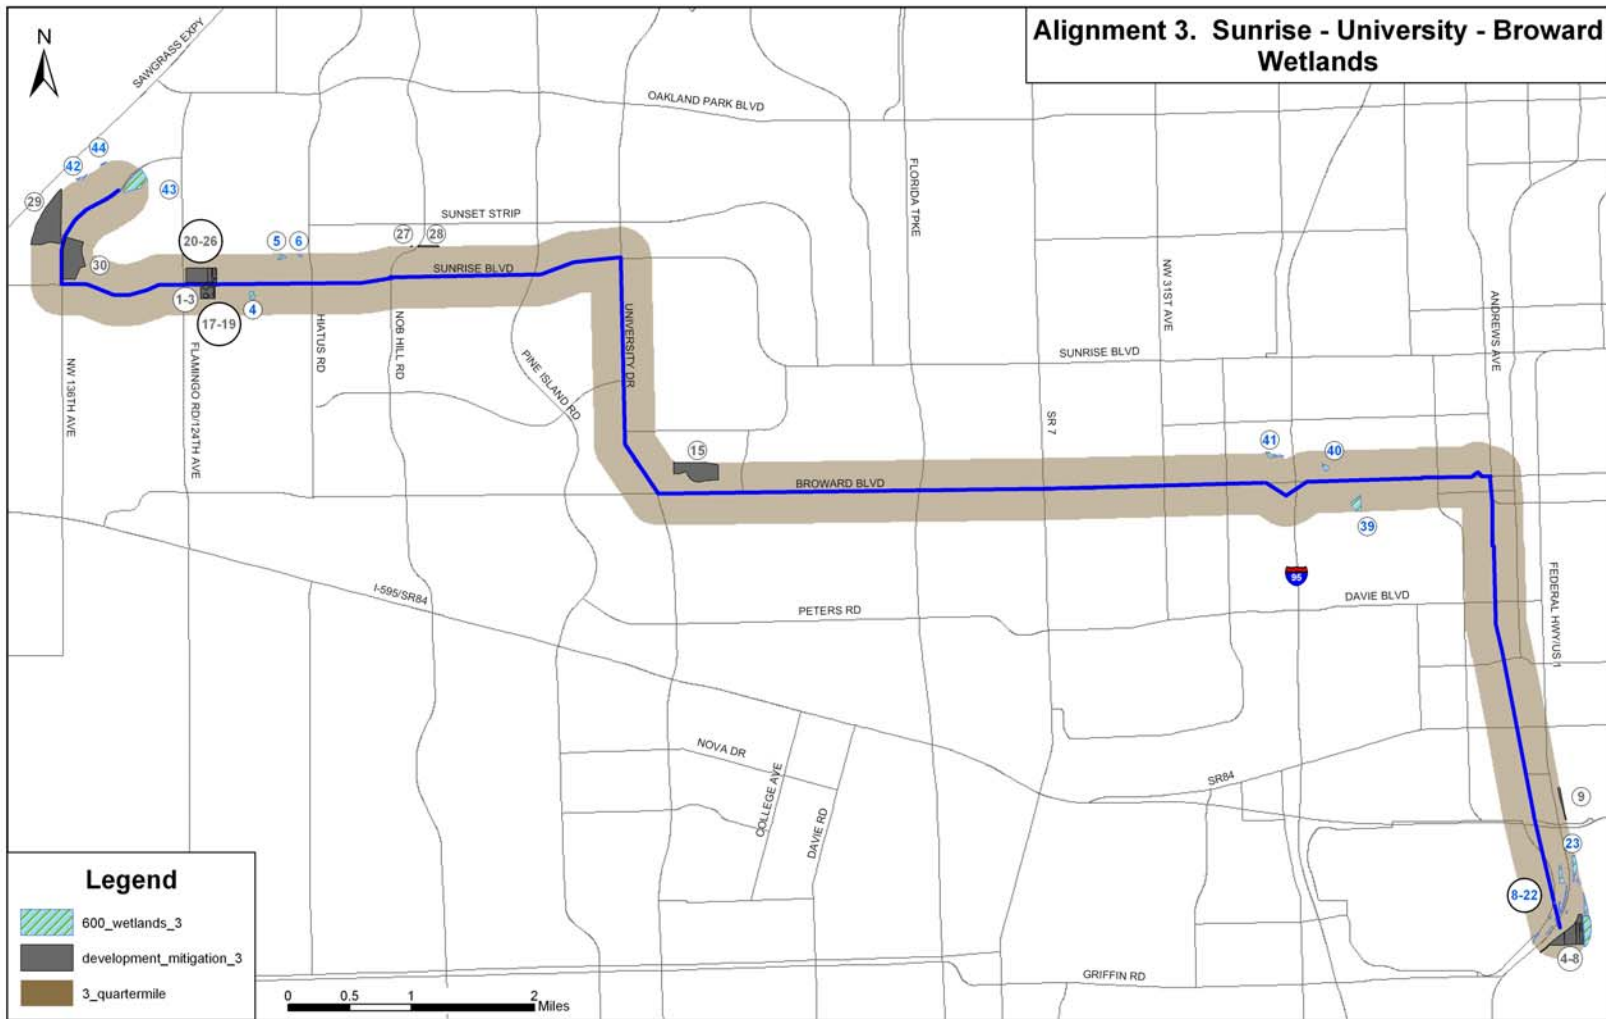 Alignment 3. Sunrise - University - Broward
Wetlands
N
SAWGRASS EXPY
OAKLAND PARK BLVD
44
42
43
29
FLORIDA TPKE
SUNSET STRIP
20-26
5
6
27
28
30
SUNRISE BLVD
1-3
4
17-19
NW 31ST AVE
ANDREWS AVE
HIATUS RD
NOB HILL RD
UNIVERSITY DR
PINE ISLAND RD
SUNRISE BLVD
NW 136TH AVE
FLAMINGO RD/124TH AVE
SR 7
15
41
40
BROWARD BLVD
39
I-595/SR84
95
FEDERAL HWY/US 1
PETERS RD
DAVIE BLVD
NOVA DR
COLLEGE AVE
DAVIE RD
SR84
9
23
8-22
4-8
GRIFFIN RD
Legend
600_wetlands_3
development_mitigation_3
3_quartermile
0 0.5 1 2
Miles